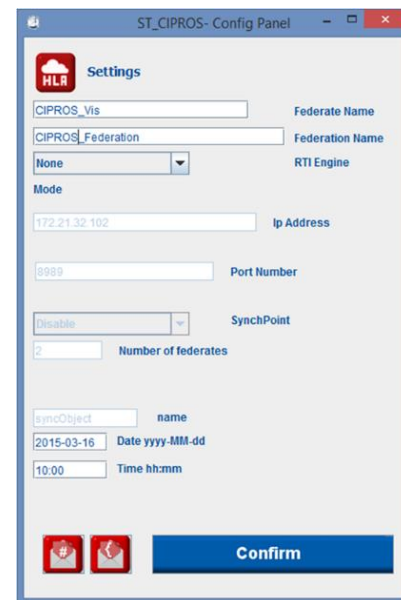 ST_CIPROS- Config Panel
HLA
Settings
CIPROS_Vis Federate Name
CIPROS_Federation Federation Name
None RTI Engine
Mode
172.21.32.102 Ip Address
8989 Port Number
Disable SynchPoint
2 Number of federates
syncObject name
2015-03-16 Date yyyy-MM-dd
10:00 Time hh:mm
#
Confirm